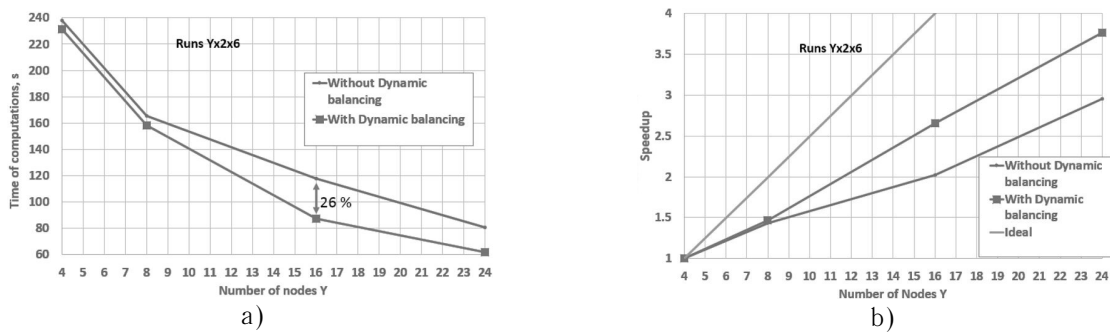 240
220
200
180
160
140
120
100
80
60
Time of computations, s
Runs Yx2x6
Without Dynamic
balancing
With Dynamic balancing
26 %
4 5 6 7 8 9 10 11 12 13 14 15 16 17 18 19 20 21 22 23 24
Number of nodes Y
a)
4
3.5
3
2.5
2
1.5
1
Speedup
Runs Yx2x6
Without Dynamic
balancing
With Dynamic
balancing
Ideal
4 5 6 7 8 9 10 11 12 13 14 15 16 17 18 19 20 21 22 23 24
Number of Nodes Y
b)